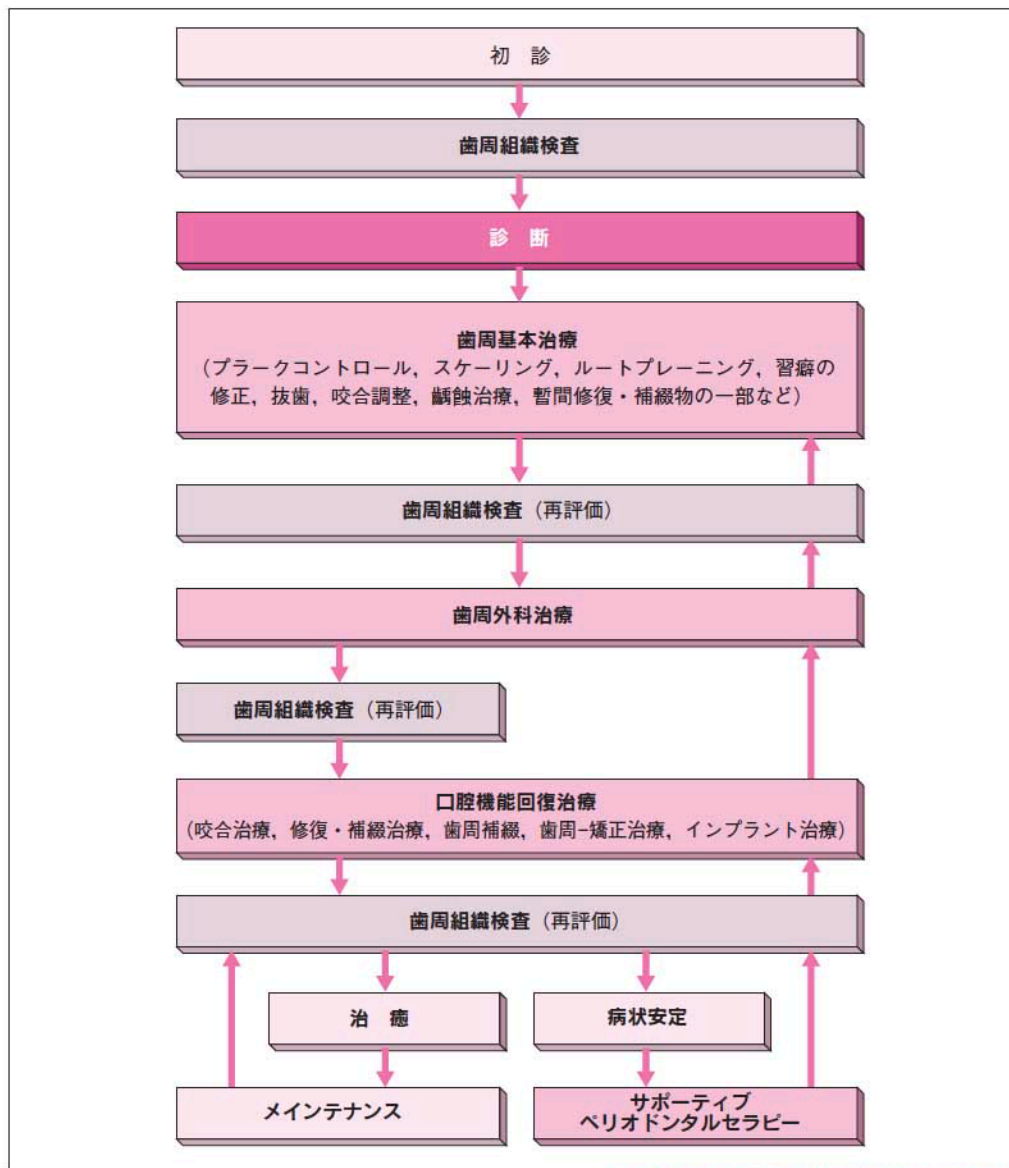 初 診
歯周組織検査
診 断
歯周基本治療
(プラークコントロール,スケーリング,ルートプレーニング,習癖の
修正,抜歯,咬合調整,齲蝕治療,暫間修復・補綴物の一部など)
歯周組織検査(再評価)
歯周外科治療
歯周組織検査(再評価)
口腔機能回復治療
(咬合治療,修復・補綴治療,歯周補綴,歯周-矯正治療,インプラント治療)
歯周組織検査(再評価)
治 癒
病状安定
メインテナンス
サポーティブ
ペリオドンタルセラピー